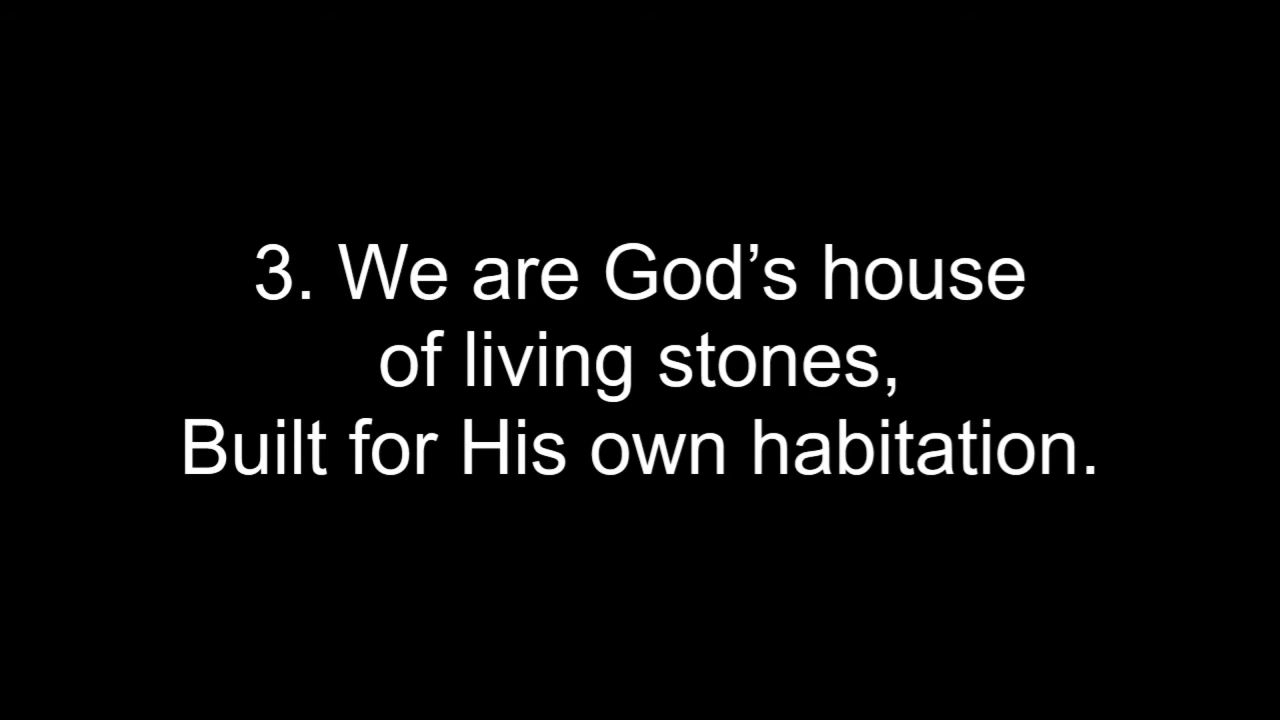 3. We are God’s house
of living stones,
Built for His own habitation.